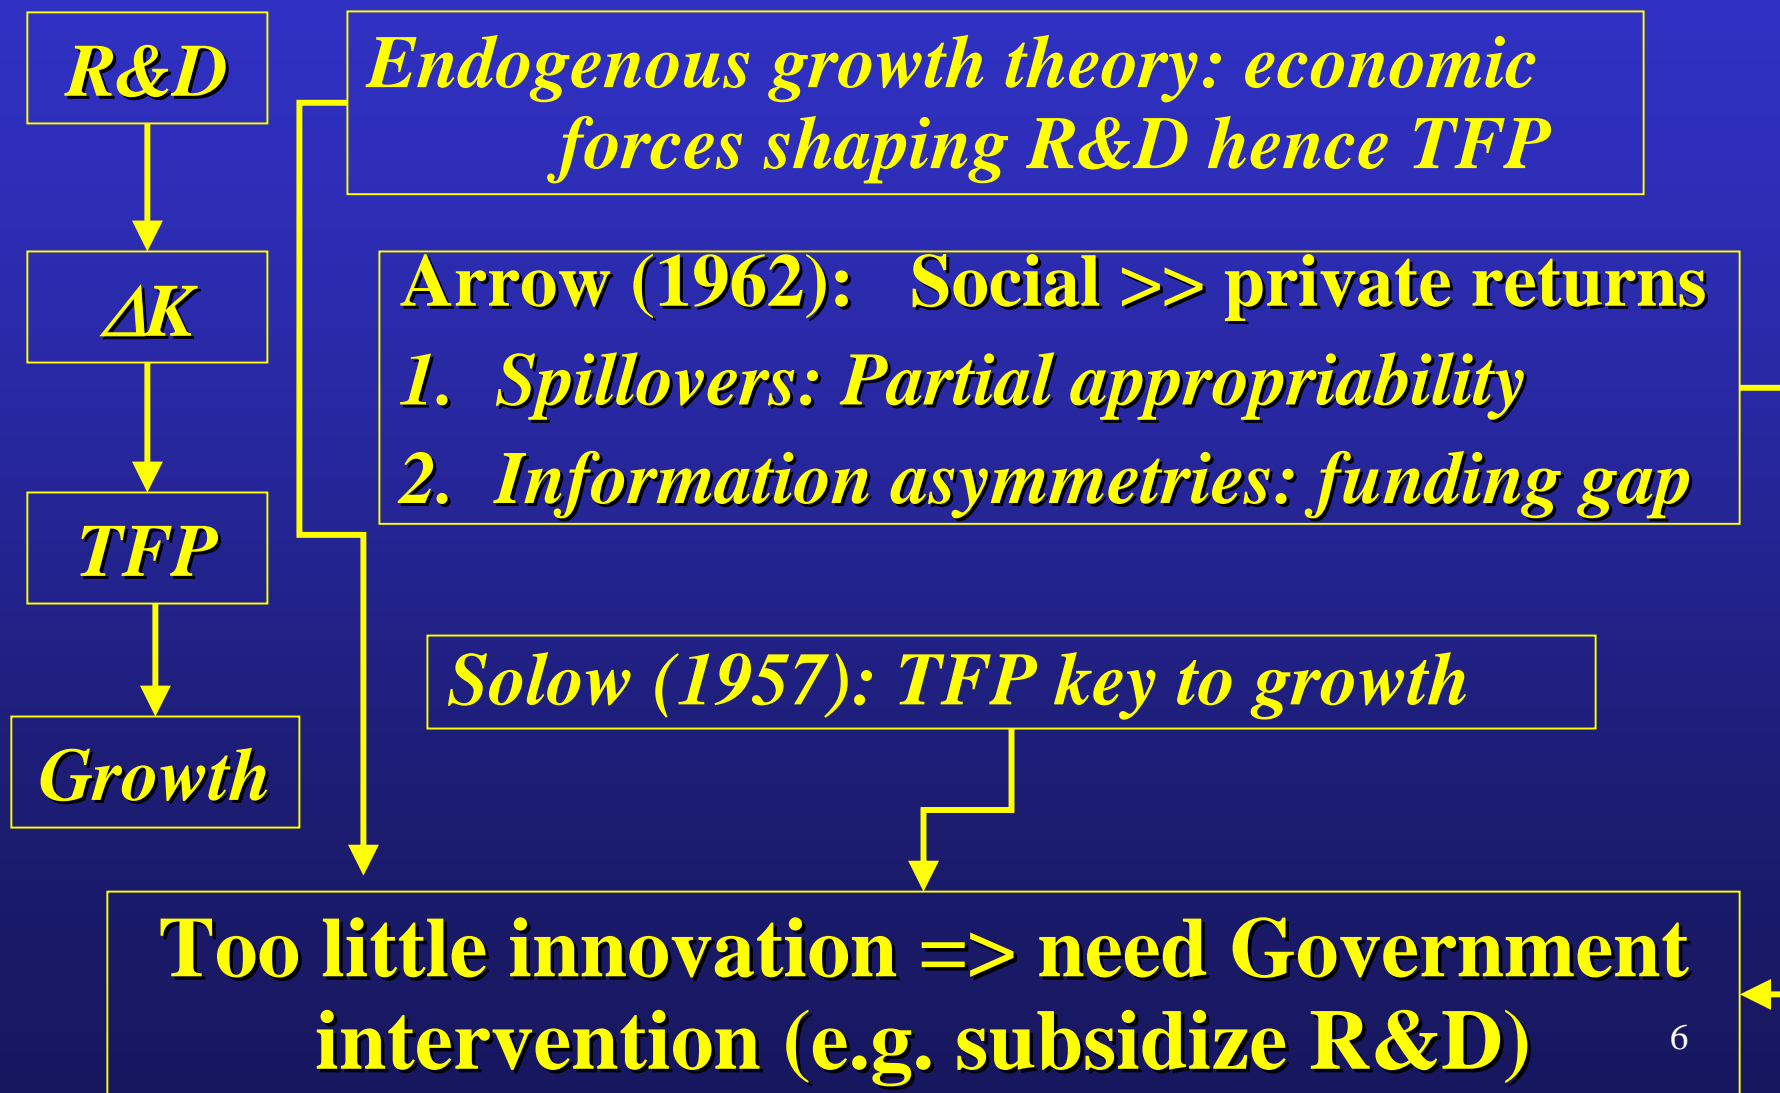 R&D
ΔK
TFP
Growth
Endogenous growth theory: economic
forces shaping R&D hence TFP
Arrow (1962): Social >> private returns
1. Spillovers: Partial appropriability
2. Information asymmetries: funding gap
Solow (1957): TFP key to growth
Too little innovation => need Government
intervention (e.g. subsidize R&D)
6